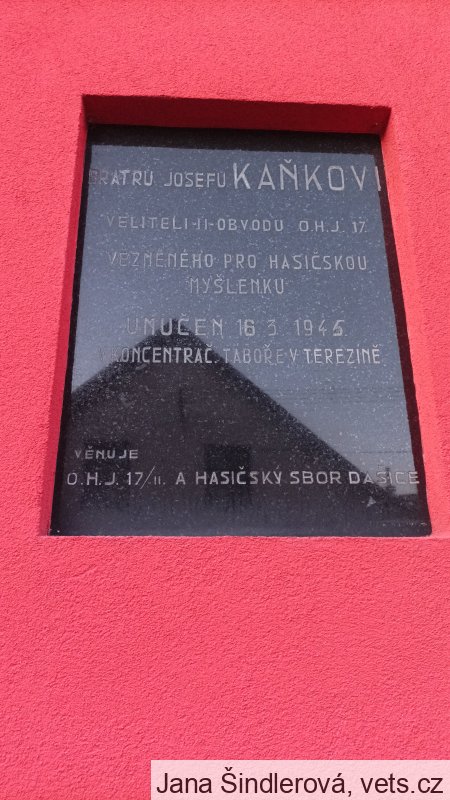 BRATRU JOSEFU KAŇKOVI
VELITELI-II-OBVODU O.H.J. 17.
VĚZNĚNÉHO PRO HASIČSKOU
MYŠLENKU
UMUČEN 16 3. 1945
V KONCENTRAČ. TÁBOŘE V TEREZÍNĚ
VĚNUJE
O.H.J. 17/II. A HASIČSKÝ SBOR DAŠICE
Jana Šindlerová, vets.cz